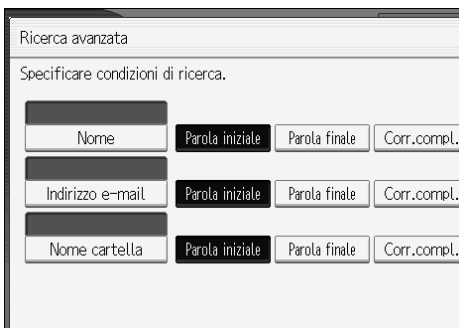 Ricerca avanzata
Specificare condizioni di ricerca.
Nome Parola iniziale Parola finale Corr.compl.
Indirizzo e-mail Parola iniziale Parola finale Corr.compl.
Nome cartella Parola iniziale Parola finale Corr.compl.